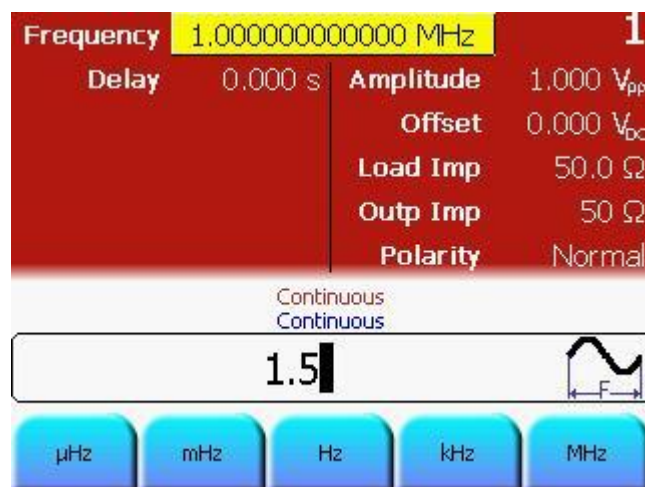 Frequency 1.000000000000 MHz 1
Delay 0.000 s Amplitude 1.000 Vpp
Offset 0.000 VDC
Load Imp 50.0 Ω
Outp Imp 50 Ω
Polarity Normal
Continuous
Continuous
1.5
F
µHz mHz Hz kHz MHz